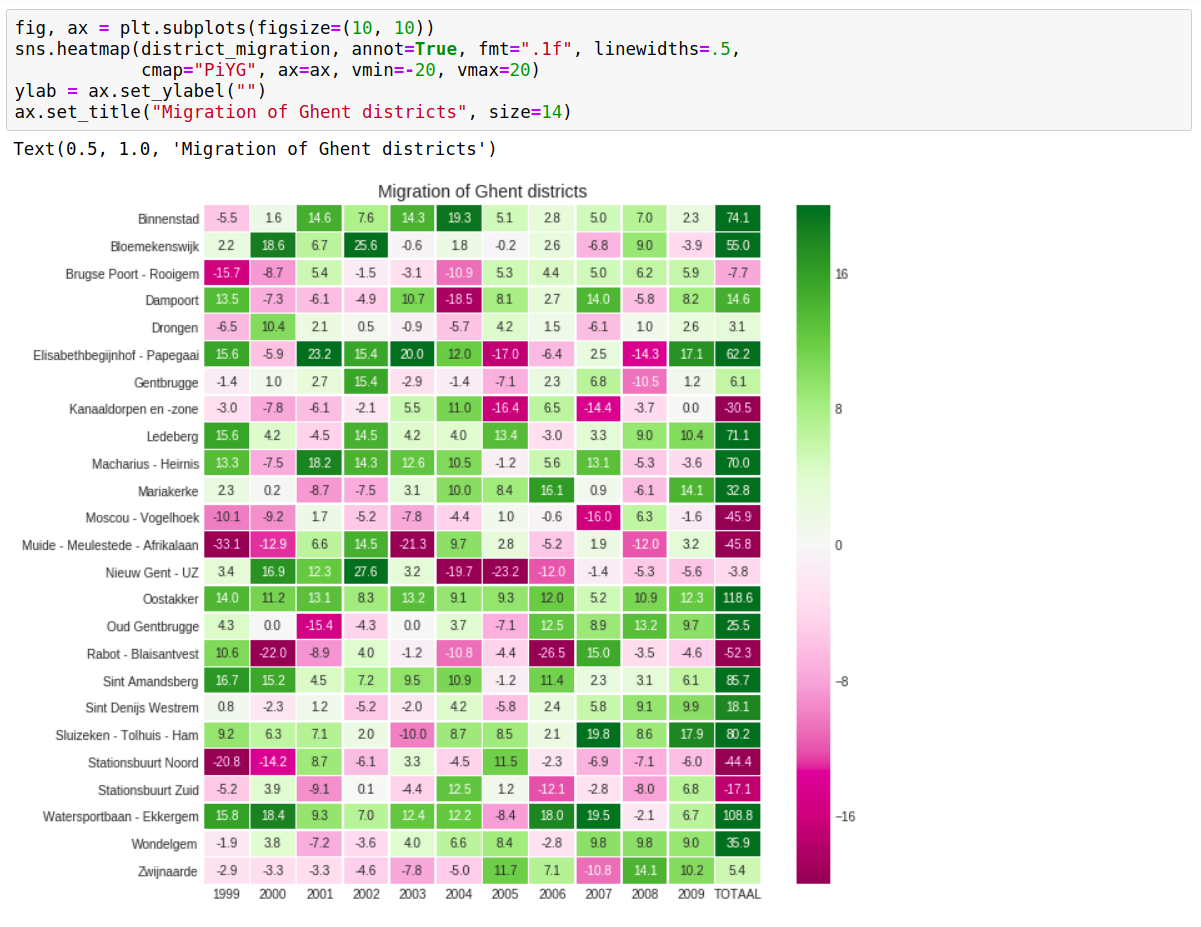 fig, ax = plt.subplots(figsize=(10, 10))
sns.heatmap(district_migration, annot=True, fmt=".1f", linewidths=.5,
            cmap="PiYG", ax=ax, vmin=-20, vmax=20)
ylab = ax.set_ylabel("")
ax.set_title("Migration of Ghent districts", size=14)
Text(0.5, 1.0, 'Migration of Ghent districts')
Migration of Ghent districts
Binnenstad -5.5 1.6 14.6 7.6 14.3 19.3 5.1 2.8 5.0 7.0 2.3 74.1
Bloemekenswijk 2.2 18.6 6.7 25.6 -0.6 1.8 -0.2 2.6 -6.8 9.0 -3.9 55.0
Brugse Poort - Rooigem -15.7 -8.7 5.4 -1.5 -3.1 -10.9 5.3 4.4 5.0 6.2 5.9 -7.7
16
Dampoort 13.5 -7.3 -6.1 -4.9 10.7 -18.5 8.1 2.7 14.0 -5.8 8.2 14.6
Drongen -6.5 10.4 2.1 0.5 -0.9 -5.7 4.2 1.5 -6.1 1.0 2.6 3.1
Elisabethbegijnhof - Papegaai 15.6 -5.9 23.2 15.4 20.0 12.0 -17.0 -6.4 2.5 -14.3 17.1 62.2
Gentbrugge -1.4 1.0 2.7 15.4 -2.9 -1.4 -7.1 2.3 6.8 -10.5 1.2 6.1
Kanaaldorpen en -zone -3.0 -7.8 -6.1 -2.1 5.5 11.0 -16.4 6.5 -14.4 -3.7 0.0 -30.5
8
Ledeberg 15.6 4.2 -4.5 14.5 4.2 4.0 13.4 -3.0 3.3 9.0 10.4 71.1
Macharius - Heirnis 13.3 -7.5 18.2 14.3 12.6 10.5 -1.2 5.6 13.1 -5.3 -3.6 70.0
Mariakerke 2.3 0.2 -8.7 -7.5 3.1 10.0 8.4 16.1 0.9 -6.1 14.1 32.8
Moscou - Vogelhoek -10.1 -9.2 1.7 -5.2 -7.8 -4.4 1.0 -0.6 -16.0 6.3 -1.6 -45.9
Muide - Meulestede - Afrikalaan -33.1 -12.9 6.6 14.5 -21.3 9.7 2.8 -5.2 1.9 -12.0 3.2 -45.8
0
Nieuw Gent - UZ 3.4 16.9 12.3 27.6 3.2 -19.7 -23.2 -12.0 -1.4 -5.3 -5.6 -3.8
Oostakker 14.0 11.2 13.1 8.3 13.2 9.1 9.3 12.0 5.2 10.9 12.3 118.6
Oud Gentbrugge 4.3 0.0 -15.4 -4.3 0.0 3.7 -7.1 12.5 8.9 13.2 9.7 25.5
Rabot - Blaisantvest 10.6 -22.0 -8.9 4.0 -1.2 -10.8 -4.4 -26.5 15.0 -3.5 -4.6 -52.3
Sint Amandsberg 16.7 15.2 4.5 7.2 9.5 10.9 -1.2 11.4 2.3 3.1 6.1 85.7
-8
Sint Denijs Westrem 0.8 -2.3 1.2 -5.2 -2.0 4.2 -5.8 2.4 5.8 9.1 9.9 18.1
Sluizeken - Tolhuis - Ham 9.2 6.3 7.1 2.0 -10.0 8.7 8.5 2.1 19.8 8.6 17.9 80.2
Stationsbuurt Noord -20.8 -14.2 8.7 -6.1 3.3 -4.5 11.5 -2.3 -6.9 -7.1 -6.0 -44.4
Stationsbuurt Zuid -5.2 3.9 -9.1 0.1 -4.4 12.5 1.2 -12.1 -2.8 -8.0 6.8 -17.1
Watersportbaan - Ekkergem 15.8 18.4 9.3 7.0 12.4 12.2 -8.4 18.0 19.5 -2.1 6.7 108.8
-16
Wondelgem -1.9 3.8 -7.2 -3.6 4.0 6.6 8.4 -2.8 9.8 9.8 9.0 35.9
Zwijnaarde -2.9 -3.3 -3.3 -4.6 -7.8 -5.0 11.7 7.1 -10.8 14.1 10.2 5.4
1999 2000 2001 2002 2003 2004 2005 2006 2007 2008 2009 TOTAAL